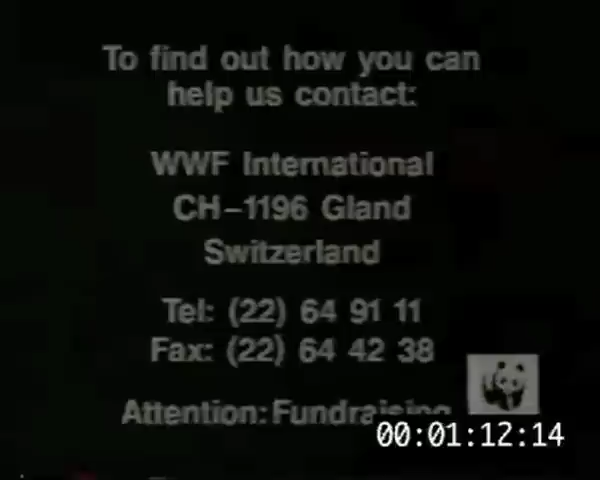 To find out how you can
help us contact:
WWF International
CH-1196 Gland
Switzerland
Tel: (22) 64 91 11
Fax: (22) 64 42 38
Attention: Fundraising
00:01:12:14